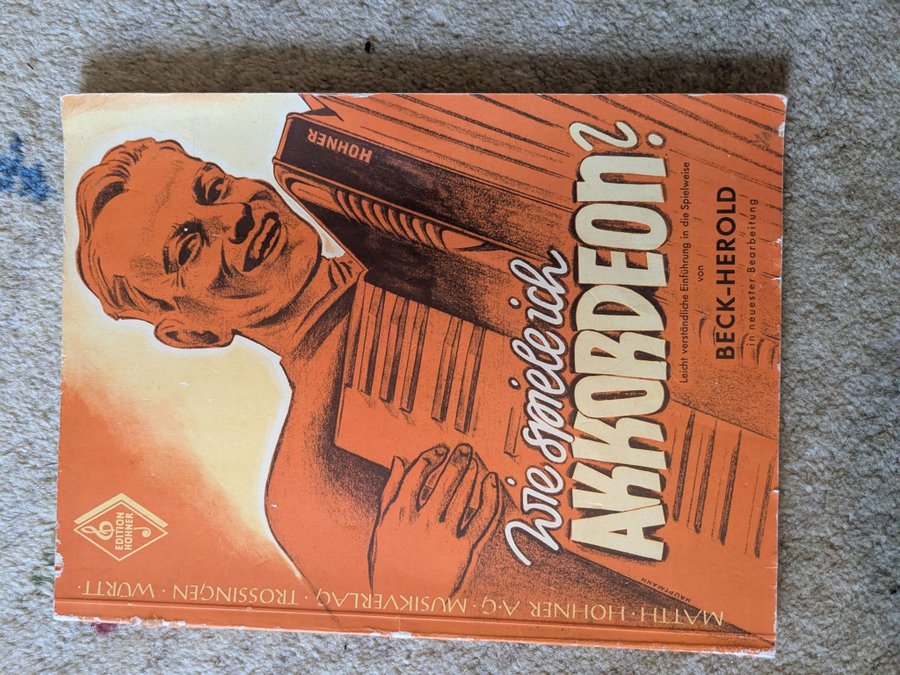 EDITION
HOHNER
HOHNER
Wie spiele ich
AKKORDEON?
Leicht verständliche Einführung in die Spielweise
von
BECK-HEROLD
in neuester Bearbeitung
HAUPTMANN
MATTH · HOHNER A·G · MUSIKVERLAG · TROSSINGEN · WÜRTT ·